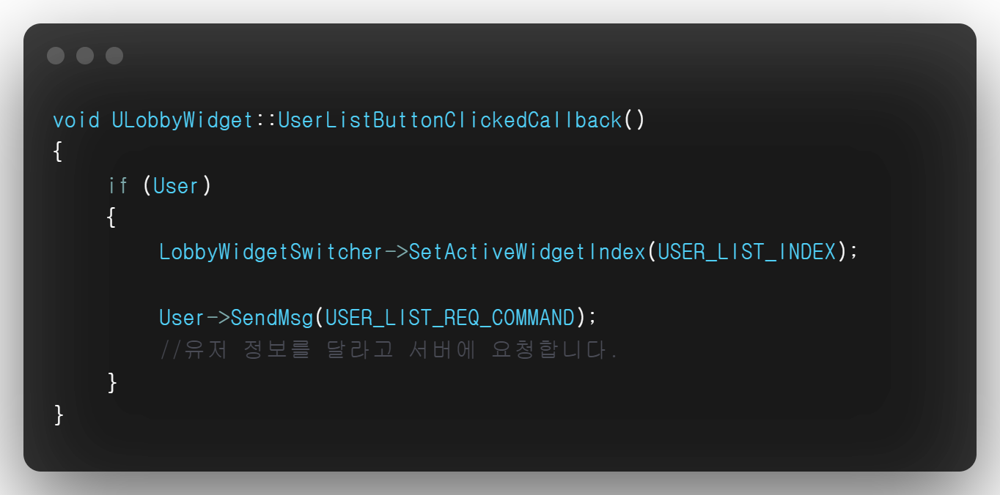 void ULobbyWidget::UserListButtonClickedCallback()
{
if (User)
{
LobbyWidgetSwitcher->SetActiveWidgetIndex(USER_LIST_INDEX);
User->SendMsg(USER_LIST_REQ_COMMAND);
//유저 정보를 달라고 서버에 요청합니다.
}
}